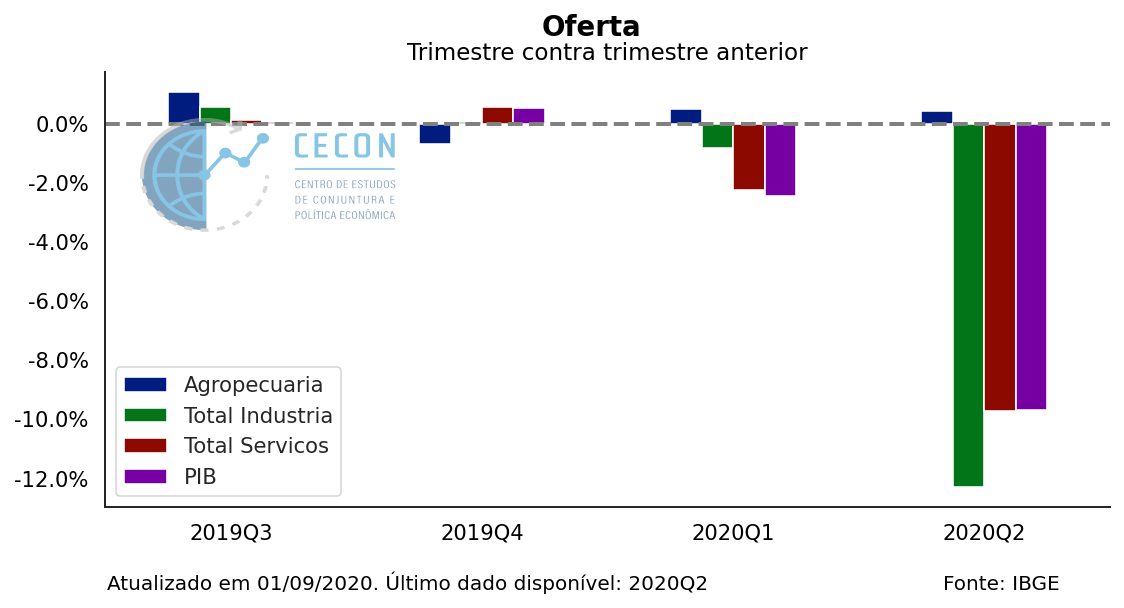 Oferta
Trimestre contra trimestre anterior
0.0%
-2.0%
-4.0%
-6.0%
-8.0%
-10.0%
-12.0%
CECON
CENTRO DE ESTUDOS
DE CONJUNTURA E
POLÍTICA ECONÔMICA
Agropecuaria
Total Industria
Total Servicos
PIB
2019Q3 2019Q4 2020Q1 2020Q2
Atualizado em 01/09/2020. Último dado disponível: 2020Q2 Fonte: IBGE